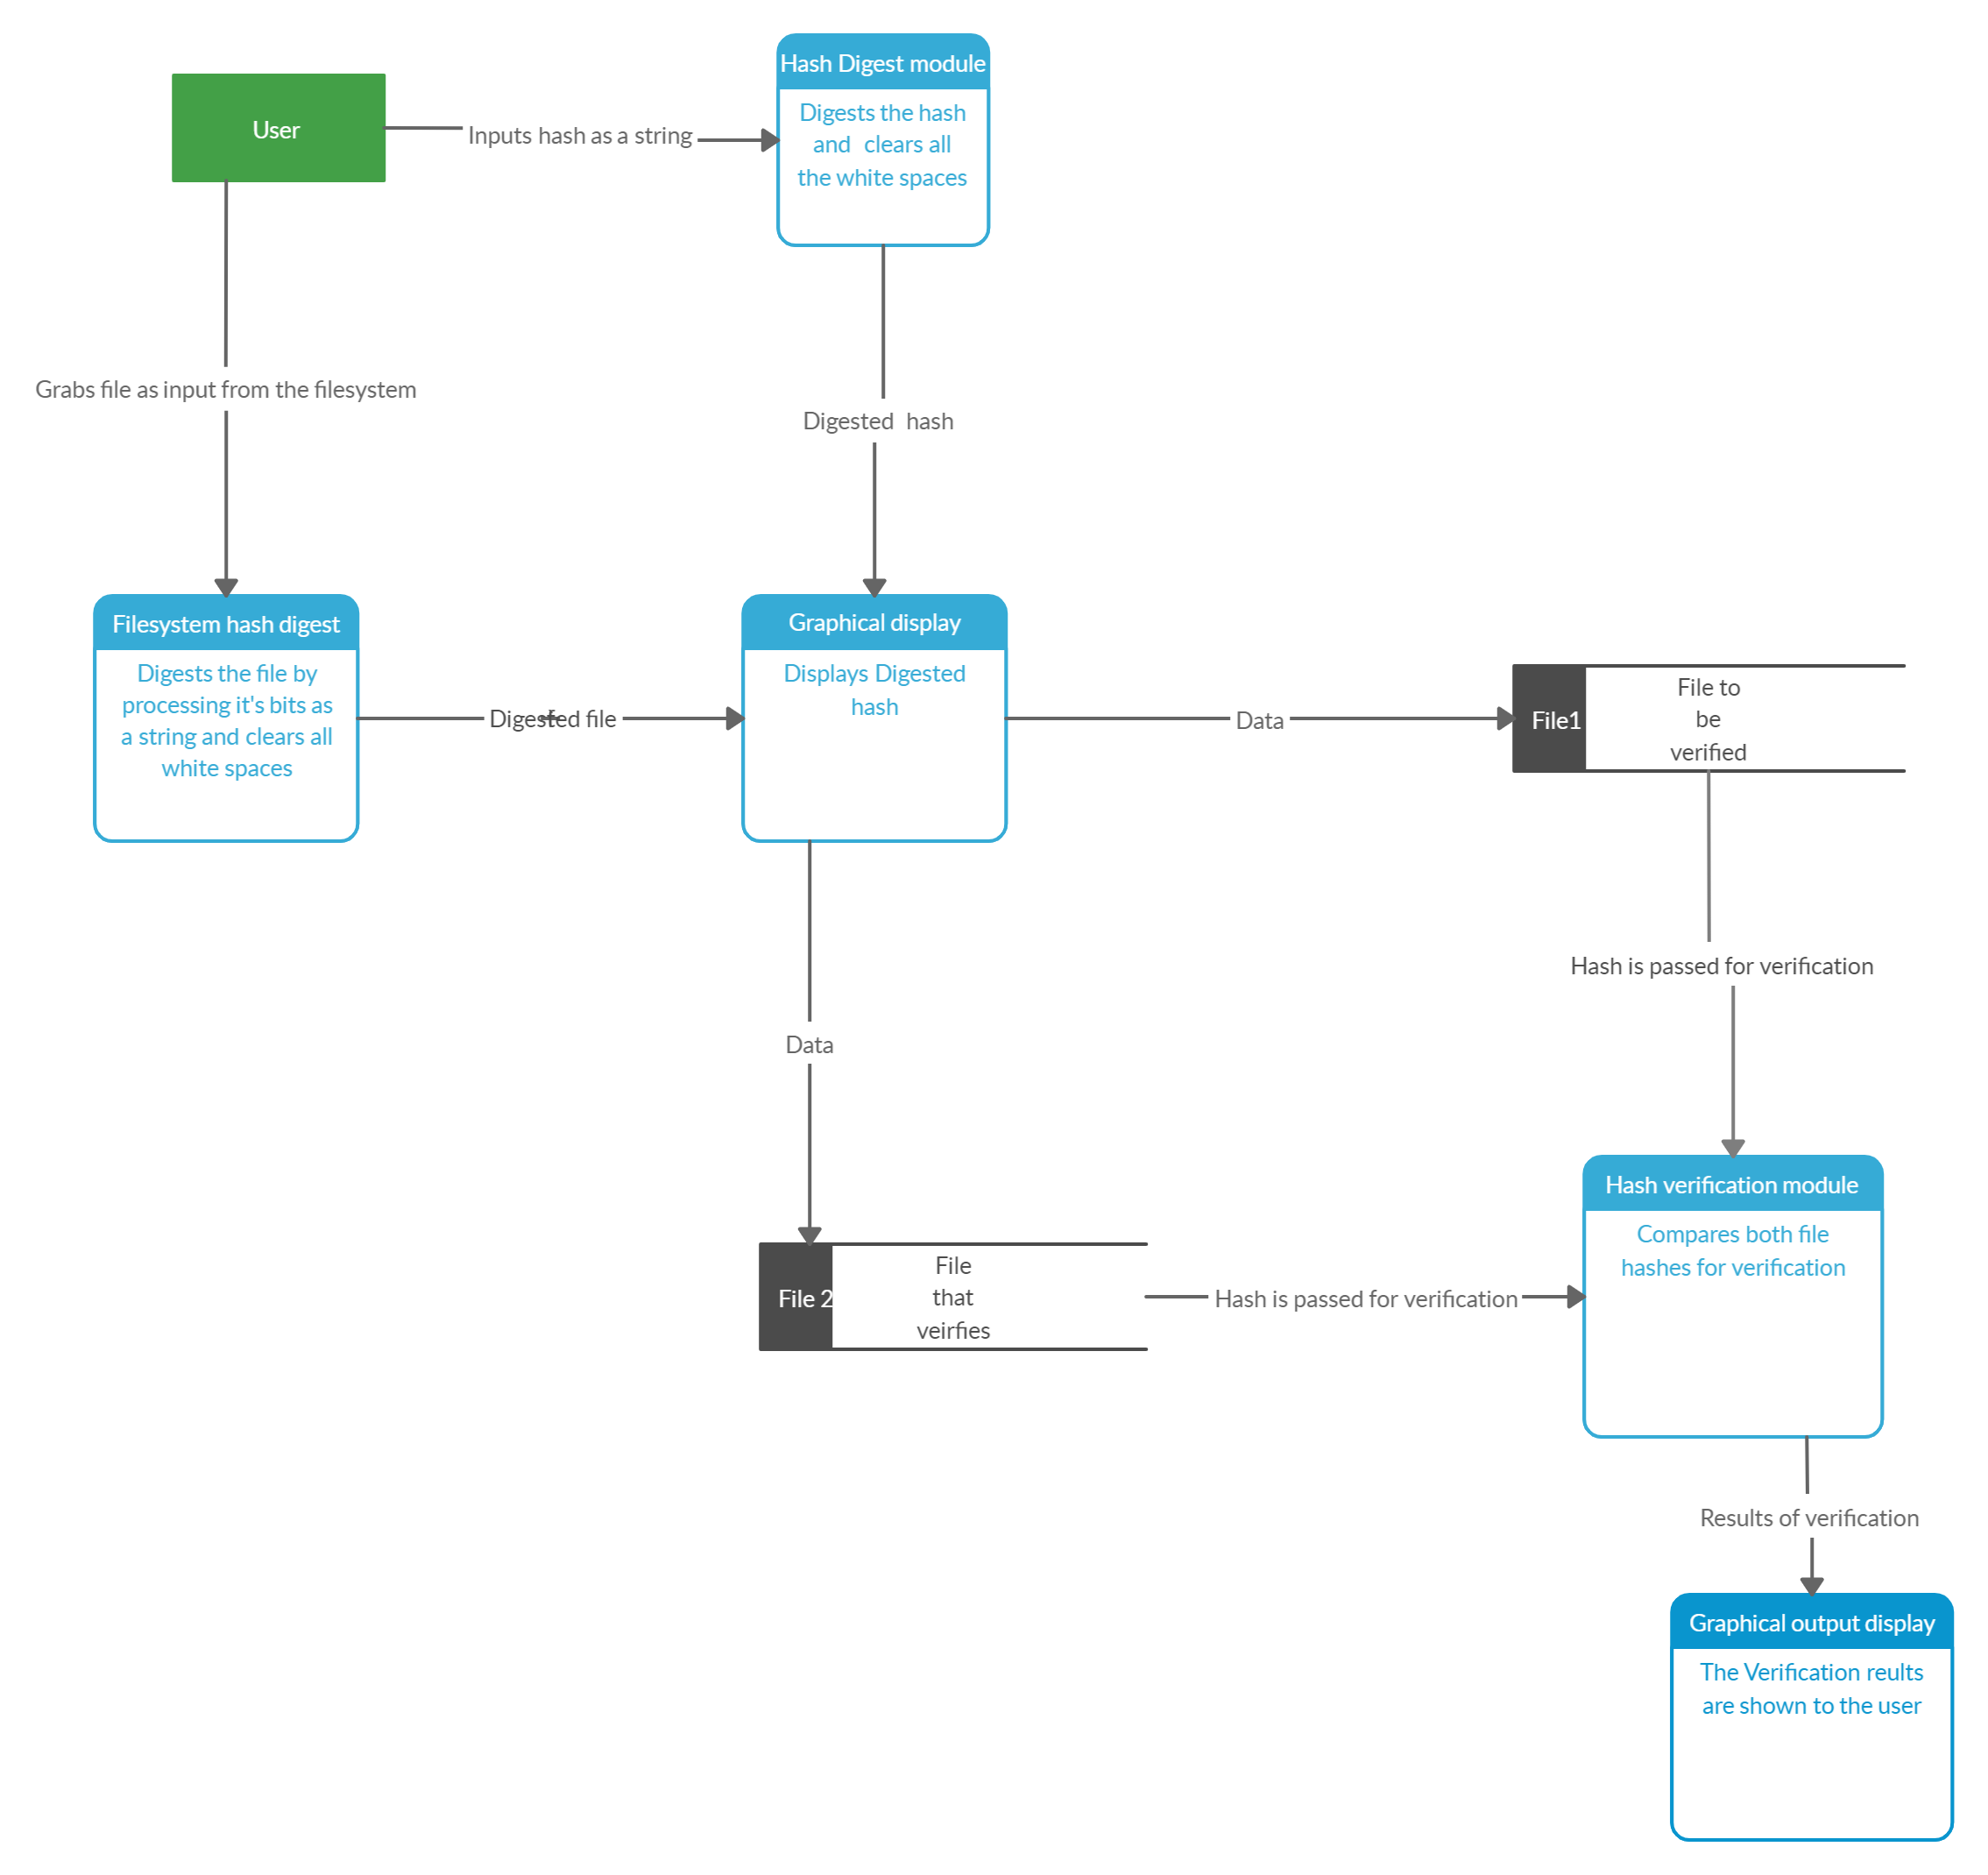 Hash Digest module
Digests the hash
and clears all
the white spaces
User
Inputs hash as a string
Grabs file as input from the filesystem
Digested hash
Filesystem hash digest
Digests the file by
processing it's bits as
a string and clears all
white spaces
Digested file
Graphical display
Displays Digested
hash
Data
File1
File to
be
verified
Hash is passed for verification
Data
File 2
File
that
veirfies
Hash is passed for verification
Hash verification module
Compares both file
hashes for verification
Results of verification
Graphical output display
The Verification reults
are shown to the user